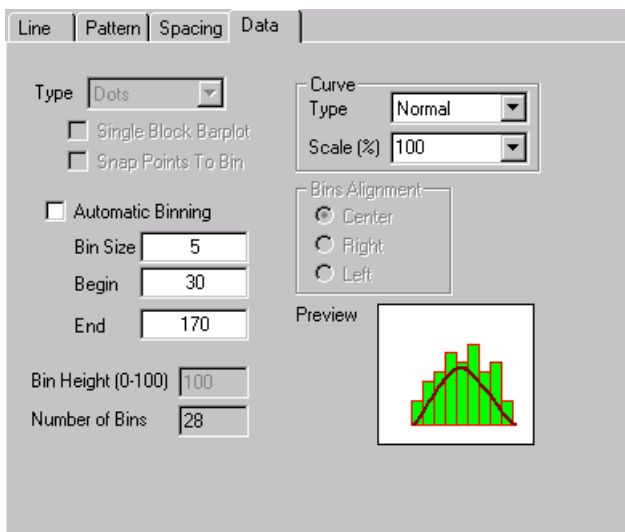 Line Pattern Spacing Data
Type Dots
Single Block Barplot
Snap Points To Bin
Automatic Binning
Bin Size 5
Begin 30
End 170
Bin Height (0-100) 100
Number of Bins 28
Curve
Type Normal
Scale (%) 100
Bins Alignment
Center
Right
Left
Preview